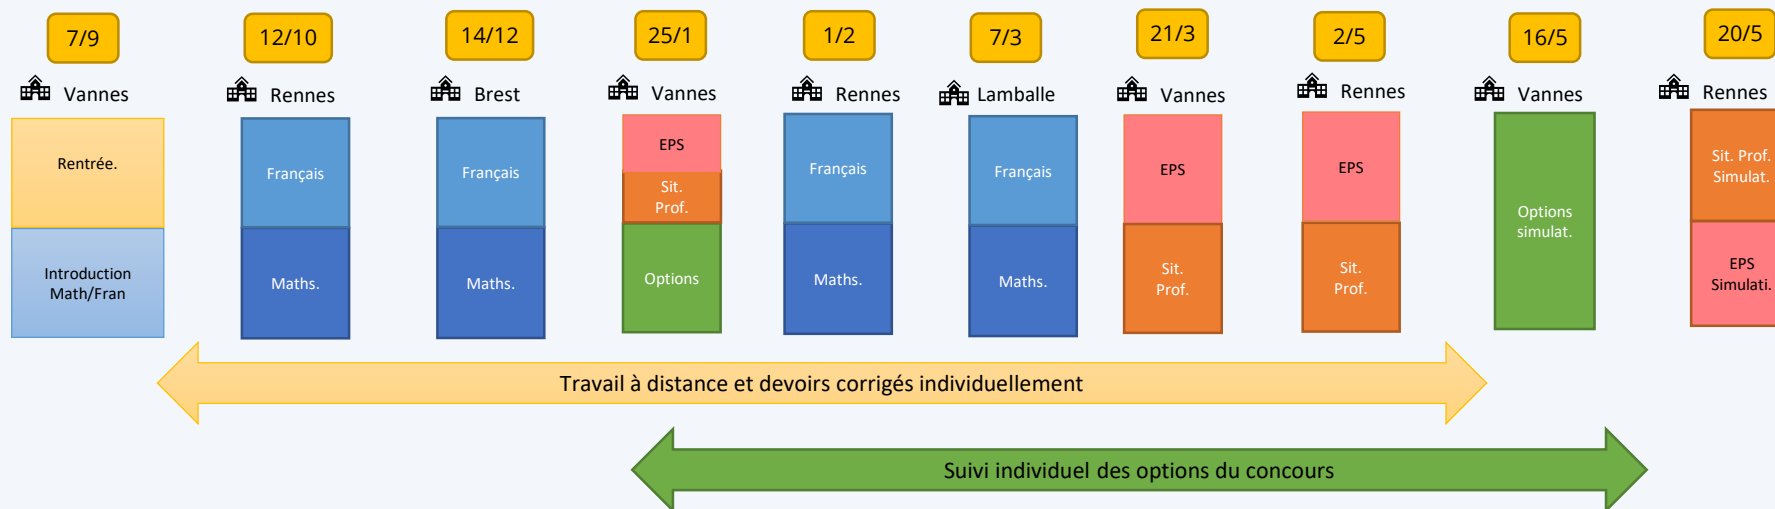 7/9
12/10
14/12
25/1
1/2
7/3
21/3
2/5
16/5
20/5
Vannes
Rennes
Brest
Vannes
Rennes
Lamballe
Vannes
Rennes
Vannes
Rennes
Rentrée.
Introduction
Math/Fran
Français
Maths.
Français
Maths.
EPS
Sit.
Prof.
Options
Français
Maths.
Français
Maths.
EPS
Sit.
Prof.
EPS
Sit.
Prof.
Options
simulat.
Sit. Prof.
Simulat.
EPS
Simulati.
Travail à distance et devoirs corrigés individuellement
Suivi individuel des options du concours